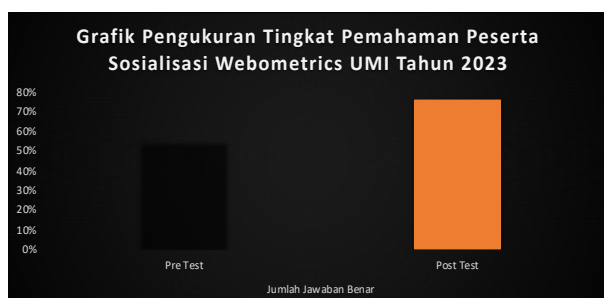 Grafik Pengukuran Tingkat Pemahaman Peserta
Sosialisasi Webometrics UMI Tahun 2023
80%
70%
60%
50%
40%
30%
20%
10%
0%
Pre Test
Post Test
Jumlah Jawaban Benar